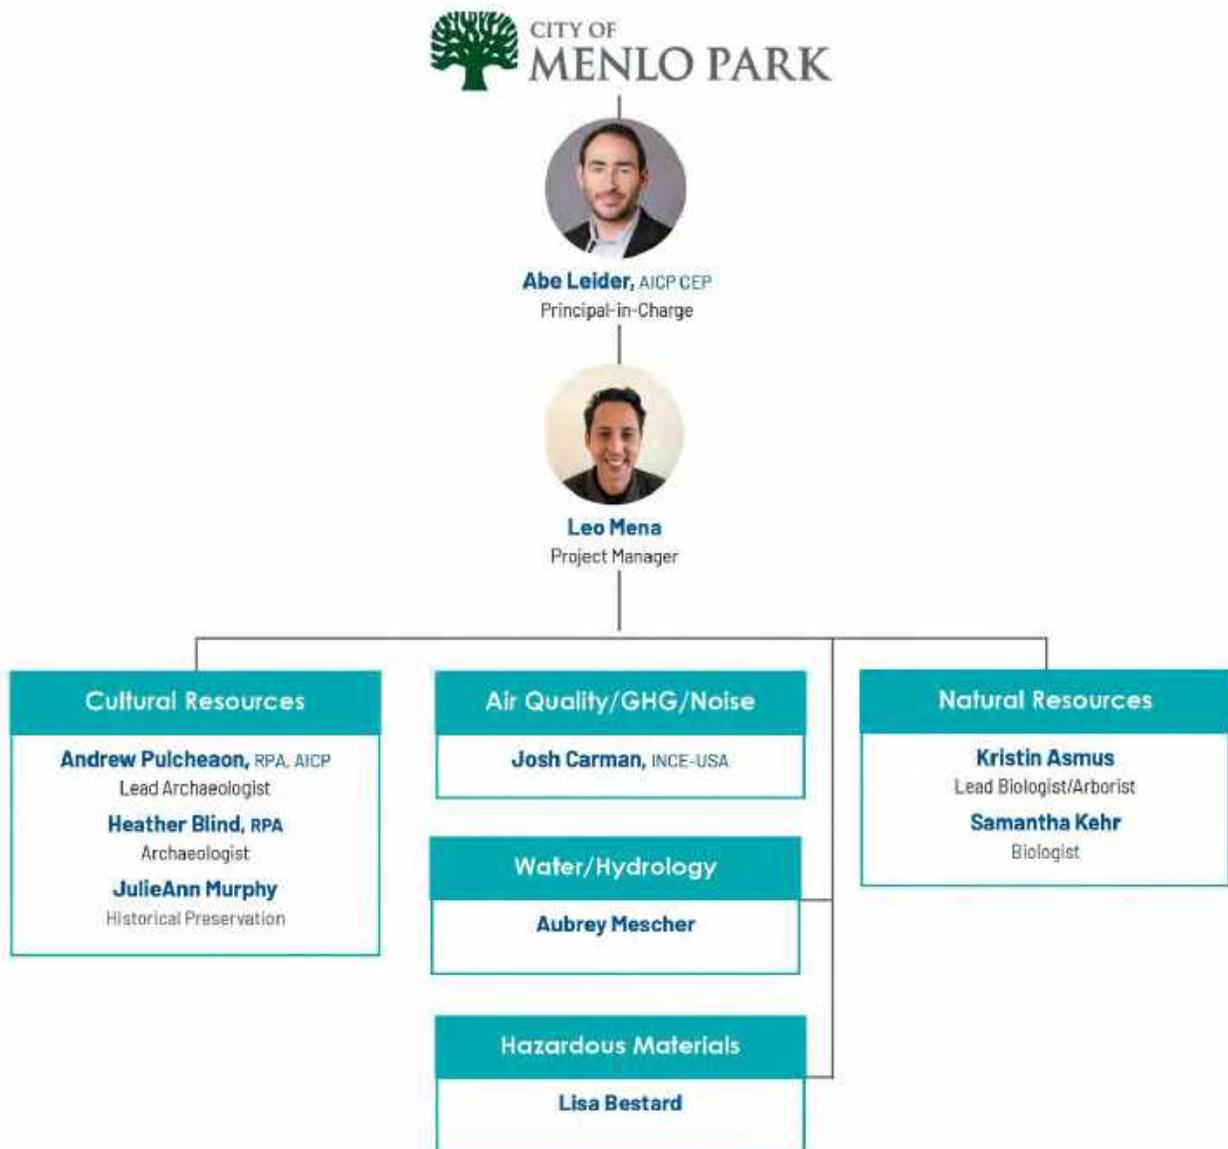 CITY OF
MENLO PARK
Abe Leider, AICP CEP
Principal-in-Charge
Leo Mena
Project Manager
Cultural Resources
Andrew Pulcheaon, RPA, AICP
Lead Archaeologist
Heather Blind, RPA
Archaeologist
JulieAnn Murphy
Historical Preservation
Air Quality/GHG/Noise
Josh Carman, INCE-USA
Water/Hydrology
Aubrey Mescher
Hazardous Materials
Lisa Bestard
Natural Resources
Kristin Asmus
Lead Biologist/Arborist
Samantha Kehr
Biologist